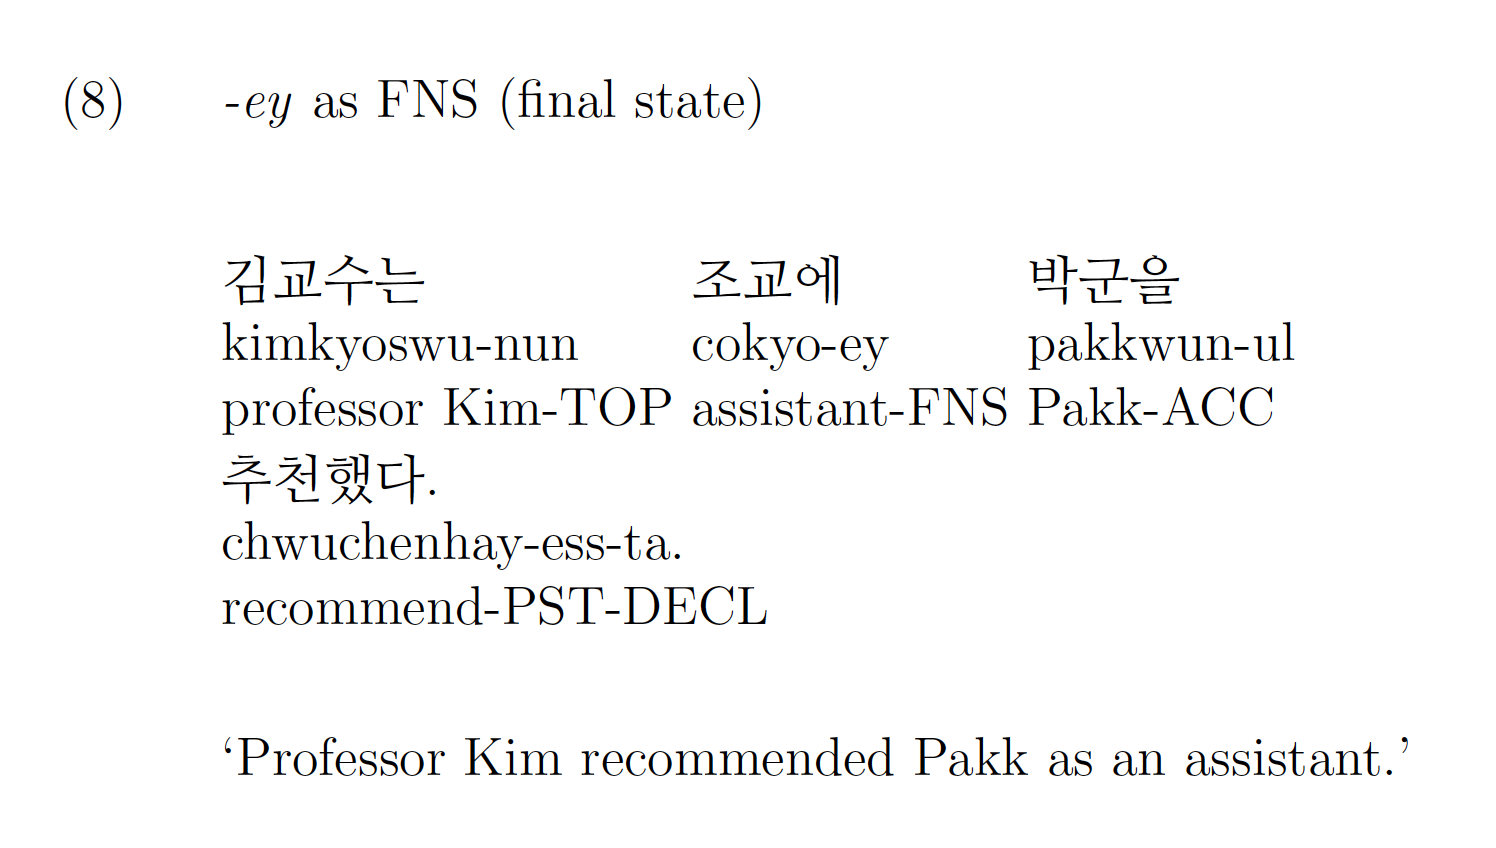 (8) -ey as FNS (final state)
김교수는 조교에 박군을
kimkyoswu-nun cokyo-ey pakkwun-ul
professor Kim-TOP assistant-FNS Pakk-ACC
추천했다.
chwuchenhay-ess-ta.
recommend-PST-DECL
‘Professor Kim recommended Pakk as an assistant.’